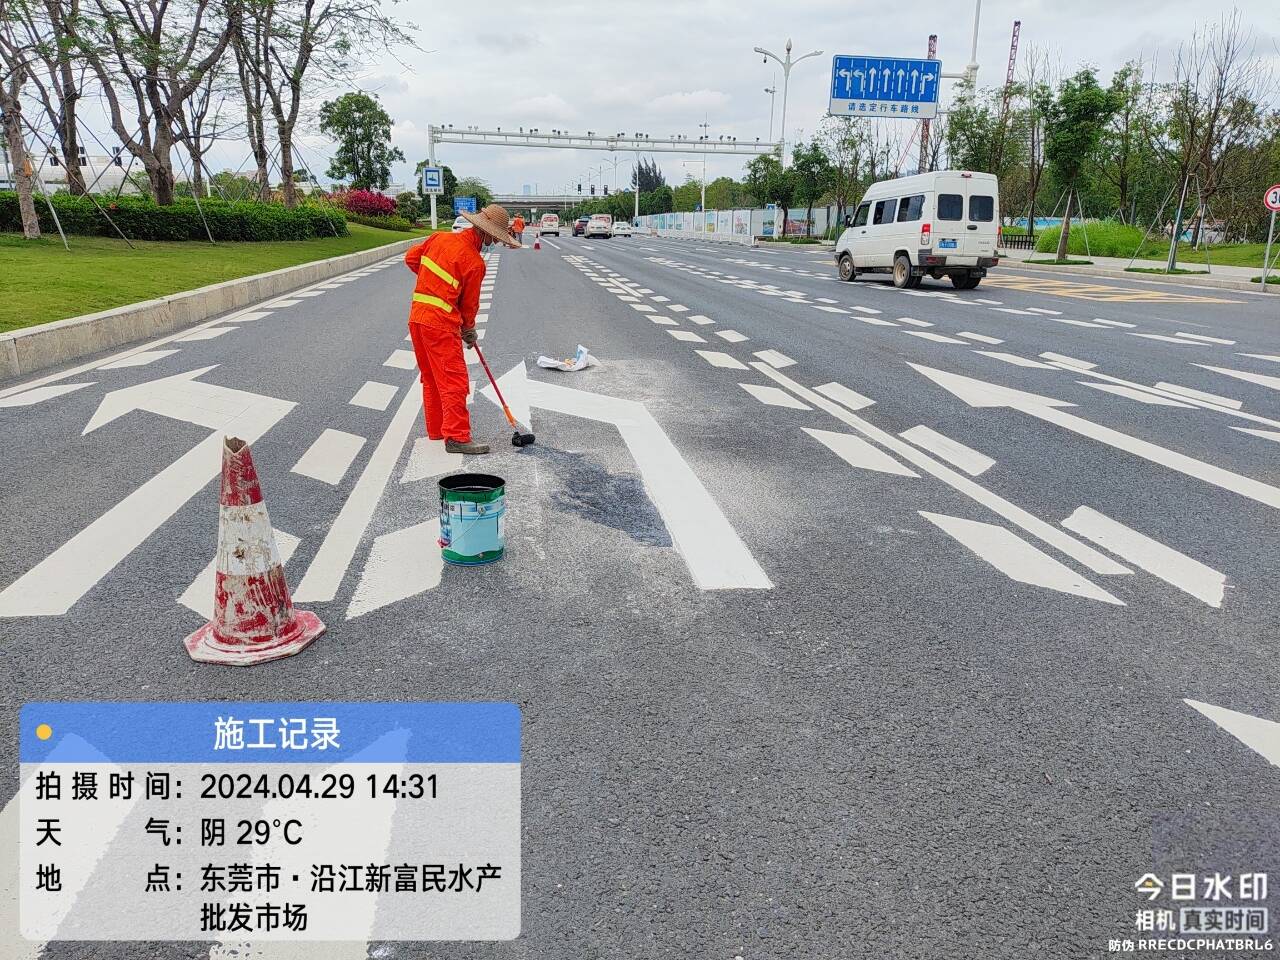 请选定行车路线
30
施工记录
拍摄时间: 2024.04.29 14:31
天气: 阴 29°C
地点: 东莞市·沿江新富民水产
批发市场
今日水印
相机 真实时间
防伪 RRECDCPHATBRL6